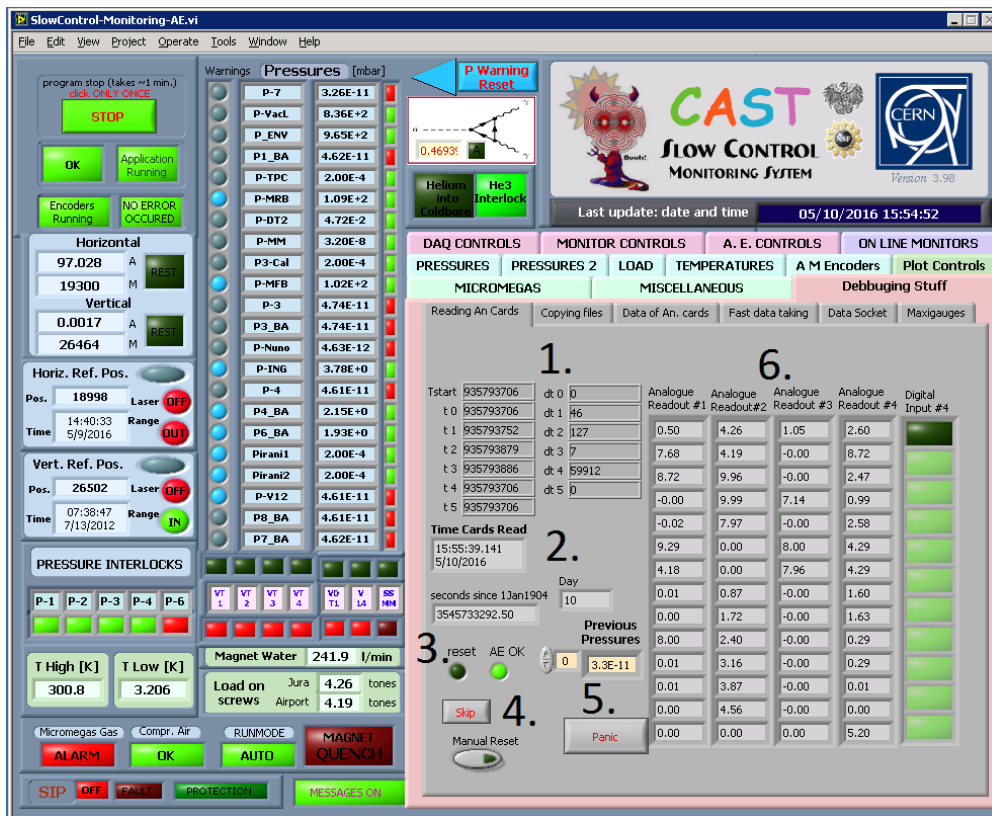 SlowControl-Monitoring-AE.vi
File Edit View Project Operate Tools Window Help
program stop (takes ~1 min.)
click ONLY ONCE
STOP
OK
Application Running
Encoders Running
NO ERROR OCCURED
Horizontal
97.028 A
19300 M
REST
Vertical
0.0017 A
26464 M
REST
Horiz. Ref. Pos.
Pos. 18998 Laser OFF
Time 14:40:33 5/9/2016 Range OUT
Vert. Ref. Pos.
Pos. 26502 Laser OFF
Time 07:38:47 7/13/2012 Range IN
PRESSURE INTERLOCKS
P-1 P-2 P-3 P-4 P-6
T High [K] T Low [K]
300.8 3.206
Micromegas Gas Compr. Air RUNMODE
ALARM OK AUTO
MAGNET QUENCH
SIP OFF FAULT PROTECTION MESSAGES ON
Warnings Pressures [mbar]
P-7 3.26E-11
P-VacL 8.36E+2
P_ENV 9.65E+2
P1_BA 4.62E-11
P-TPC 2.00E-4
P-MRB 1.09E+2
P-DT2 4.72E-2
P-MM 3.20E-8
P3-Cal 2.00E-4
P-MFB 1.02E+2
P-3 4.74E-11
P3_BA 4.74E-11
P-Nuno 4.63E-12
P-ING 3.78E+0
P-4 4.61E-11
P4_BA 2.15E+0
P6_BA 1.93E+0
Pirani1 2.00E-4
Pirani2 2.00E-4
P-V12 4.61E-11
P8_BA 4.61E-11
P7_BA 4.62E-11
VT 1 VT 2 VT 3 VT 4 VD T1 V 14 SS MM
Magnet Water 241.9 l/min
Load on screws
Jura 4.26 tones
Airport 4.19 tones
P Warning Reset
a γ γ
0.4693 A
Helium into Coldbore
He3 Interlock
Boule!
CAST
SLOW CONTROL
MONITORING SYSTEM
CERN
Version 3.98
Last update: date and time 05/10/2016 15:54:52
DAQ CONTROLS MONITOR CONTROLS A. E. CONTROLS ON LINE MONITORS
PRESSURES PRESSURES 2 LOAD TEMPERATURES A M Encoders Plot Controls
MICROMEGAS MISCELLANEOUS Debbuging Stuff
Reading An Cards Copying files Data of An. cards Fast data taking Data Socket Maxigauges
1.
Tstart 935793706 dt 0 0
t 0 935793706 dt 1 46
t 1 935793752 dt 2 127
t 2 935793879 dt 3 7
t 3 935793886 dt 4 59912
t 4 935793706 dt 5 0
t 5 935793706
Time Cards Read
15:55:39.141
5/10/2016
2.
Day
10
seconds since 1Jan1904
3545733292.50
3.
reset AE OK
Previous Pressures
0 3.3E-11
Skip
4.
Manual Reset
5.
Panic
6.
Analogue Readout #1 Analogue Readout#2 Analogue Readout #3 Analogue Readout #4 Digital Input #4
0.50 4.26 1.05 2.60
7.68 4.19 -0.00 8.72
8.72 9.96 -0.00 2.47
-0.00 9.99 7.14 0.99
-0.02 7.97 -0.00 2.58
9.29 0.00 8.00 4.29
4.18 0.00 7.96 4.29
0.01 0.87 -0.00 1.60
0.00 1.72 -0.00 1.63
8.00 2.40 -0.00 0.29
0.01 3.16 -0.00 0.29
0.01 3.87 -0.00 0.01
0.00 4.56 -0.00 0.00
0.00 0.00 0.00 5.20